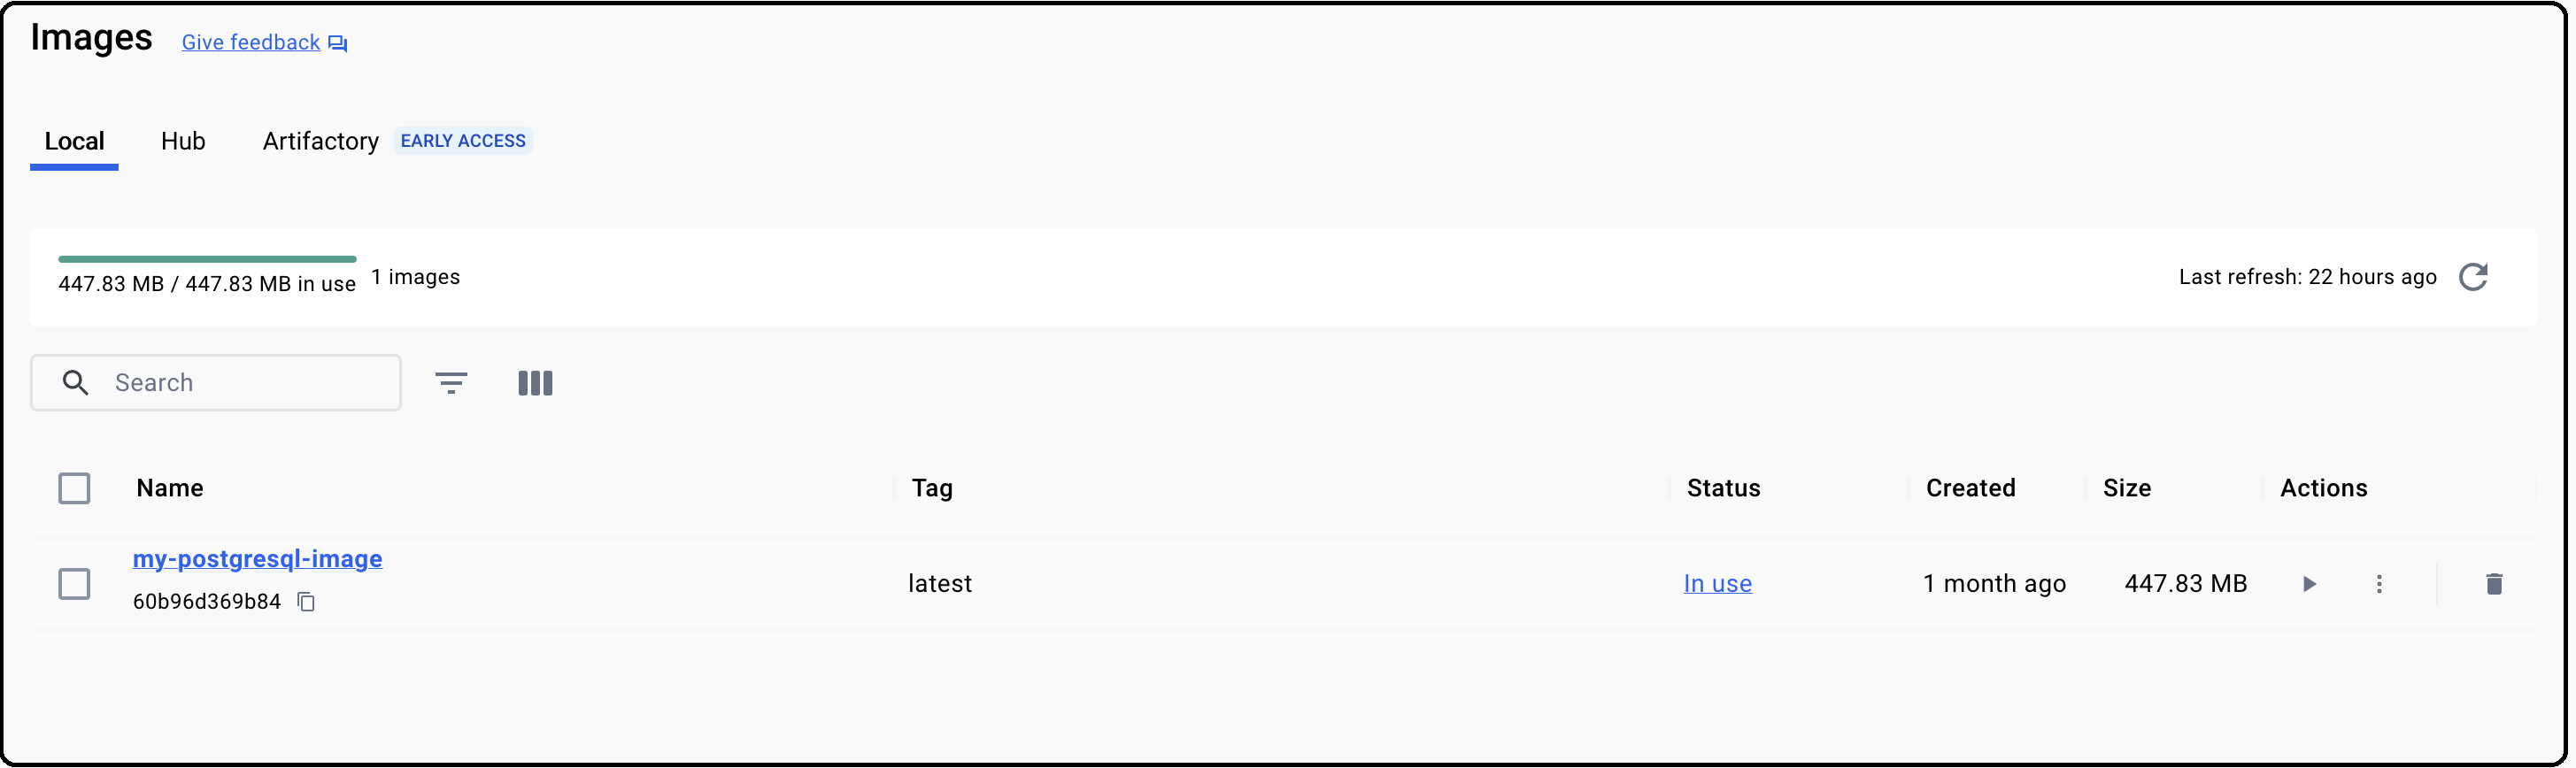 Images Give feedback
Local Hub Artifactory EARLY ACCESS
447.83 MB / 447.83 MB in use 1 images Last refresh: 22 hours ago
Search
Name Tag Status Created Size Actions
my-postgresql-image
60b96d369b84
latest In use 1 month ago 447.83 MB